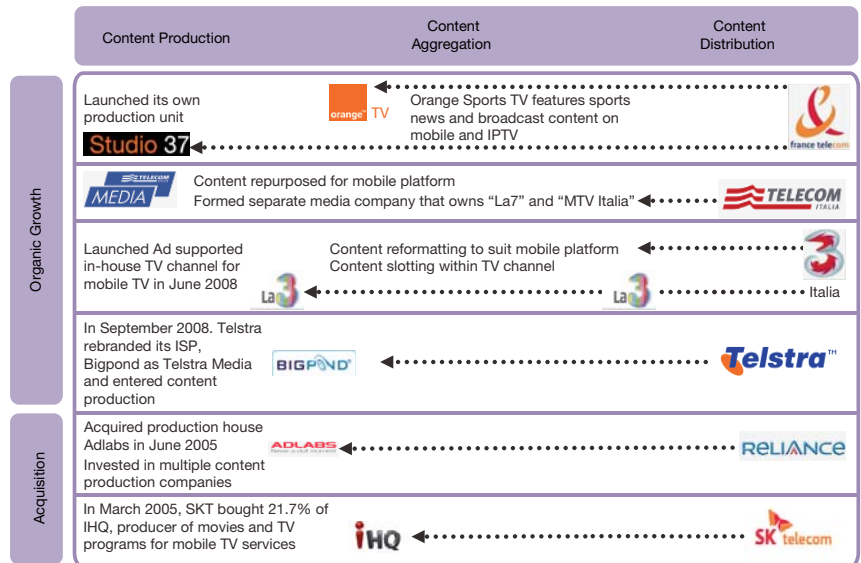 Content Production
Content
Aggregation
Content
Distribution
Organic Growth
Launched its own
production unit
Studio 37
orange™ TV
Orange Sports TV features sports
news and broadcast content on
mobile and IPTV
france telecom
TELECOM
MEDIA
Content repurposed for mobile platform
Formed separate media company that owns “La7” and “MTV Italia”
TELECOM
ITALIA
Launched Ad supported
in-house TV channel for
mobile TV in June 2008
La3
Content reformatting to suit mobile platform
Content slotting within TV channel
La3
3
Italia
In September 2008. Telstra
rebranded its ISP,
Bigpond as Telstra Media
and entered content
production
BIGPOND®
Telstra™
Acquisition
Acquired production house
Adlabs in June 2005
Invested in multiple content
production companies
ADLABS
RELIANCE
In March 2005, SKT bought 21.7% of
IHQ, producer of movies and TV
programs for mobile TV services
iHQ
SK telecom